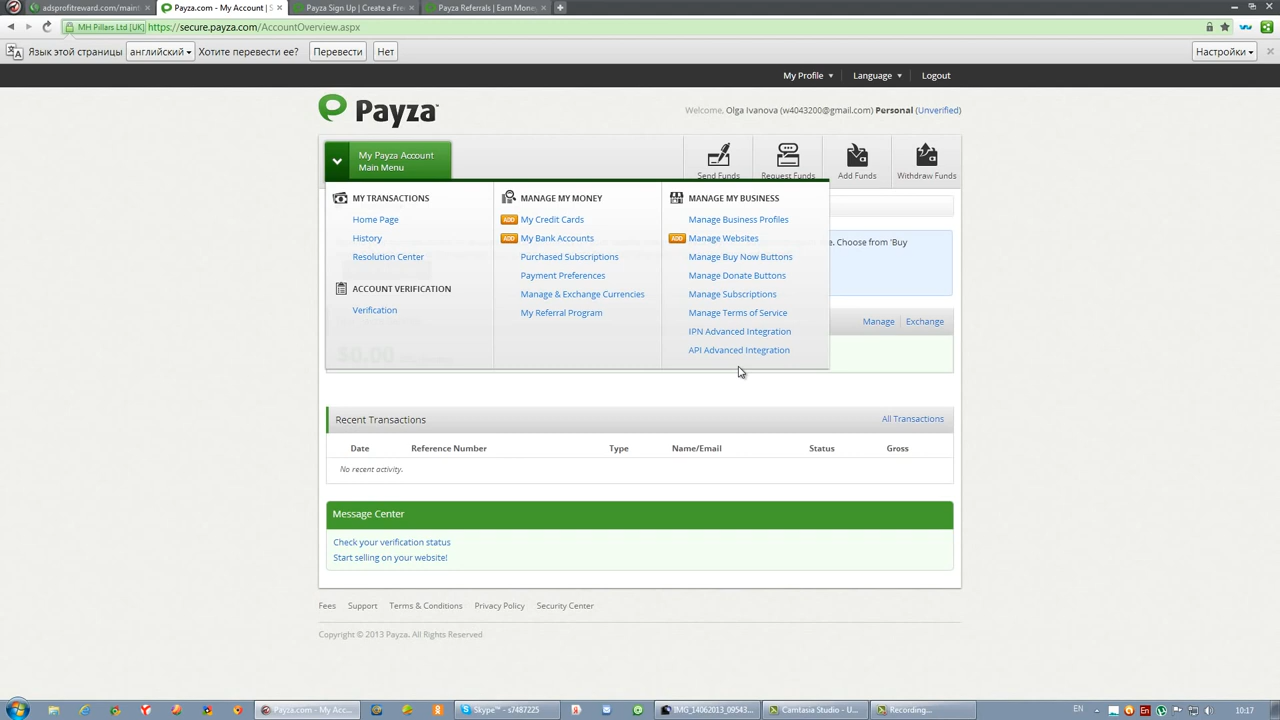 adsprofitreward.com/main
Payza.com - My Account | S
Payza Sign Up | Create a Free
Payza Referrals | Earn Mone
MH Pillars Ltd [UK] https://secure.payza.com/AccountOverview.aspx
Язык этой страницы английский Хотите перевести ее? Перевести Нет Настройки
My Profile Language Logout
Payza
Welcome, Olga Ivanova (w4043200@gmail.com) Personal (Unverified)
My Payza Account
Main Menu
Send Funds Request Funds Add Funds Withdraw Funds
MY TRANSACTIONS
Home Page
History
Resolution Center
ACCOUNT VERIFICATION
Verification
MANAGE MY MONEY
ADD My Credit Cards
ADD My Bank Accounts
Purchased Subscriptions
Payment Preferences
Manage & Exchange Currencies
My Referral Program
MANAGE MY BUSINESS
Manage Business Profiles
ADD Manage Websites
Manage Buy Now Buttons
Manage Donate Buttons
Manage Subscriptions
Manage Terms of Service
IPN Advanced Integration
API Advanced Integration
e. Choose from 'Buy
Manage Exchange
$0.00
Recent Transactions All Transactions
Date Reference Number Type Name/Email Status Gross
No recent activity.
Message Center
Check your verification status
Start selling on your website!
Fees Support Terms & Conditions Privacy Policy Security Center
Copyright © 2013 Payza. All Rights Reserved
Payza.com - My Acc...
Skype™ - s7487225
IMG_14062013_09543...
Camtasia Studio - U...
Recording...
EN
10:17